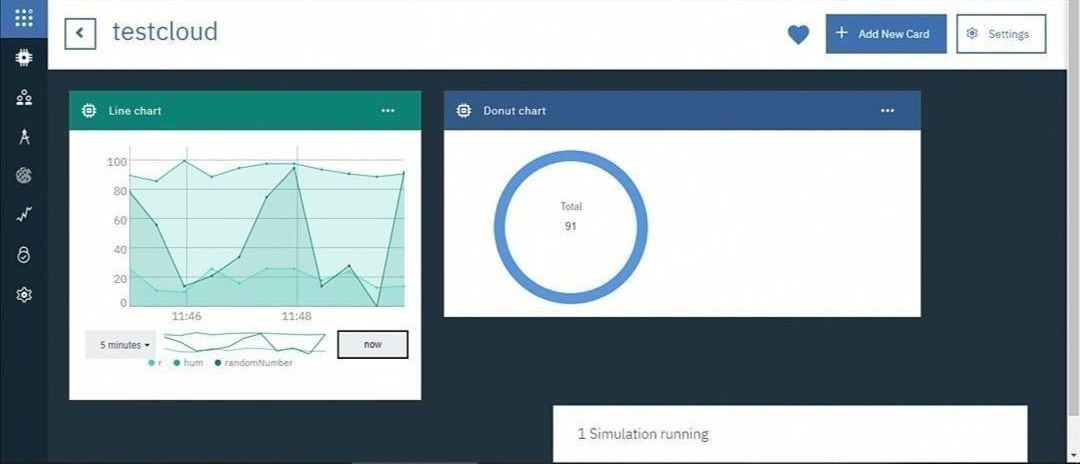 testcloud
Add New Card
Settings
Line chart
Donut chart
100
80
60
40
20
0
11:46
11:48
5 minutes
now
r hum randomNumber
Total
91
1 Simulation running